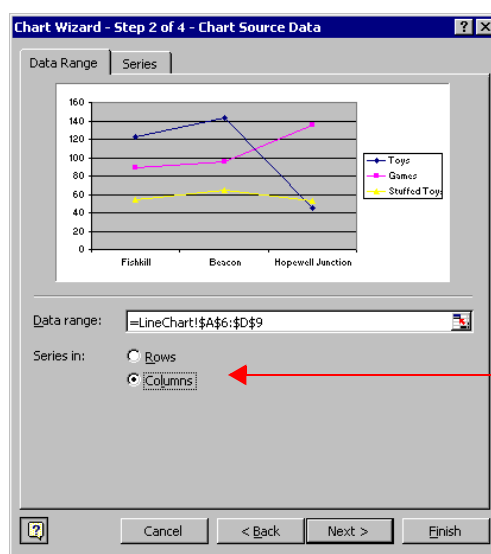 Chart Wizard - Step 2 of 4 - Chart Source Data
Data Range Series
160
140
120
100
80
60
40
20
0
Fishkill Beacon Hopewell Junction
Toys
Games
Stuffed Toys
Data range: =LineChart!$A$6:$D$9
Series in: Rows
Columns
Cancel < Back Next > Finish